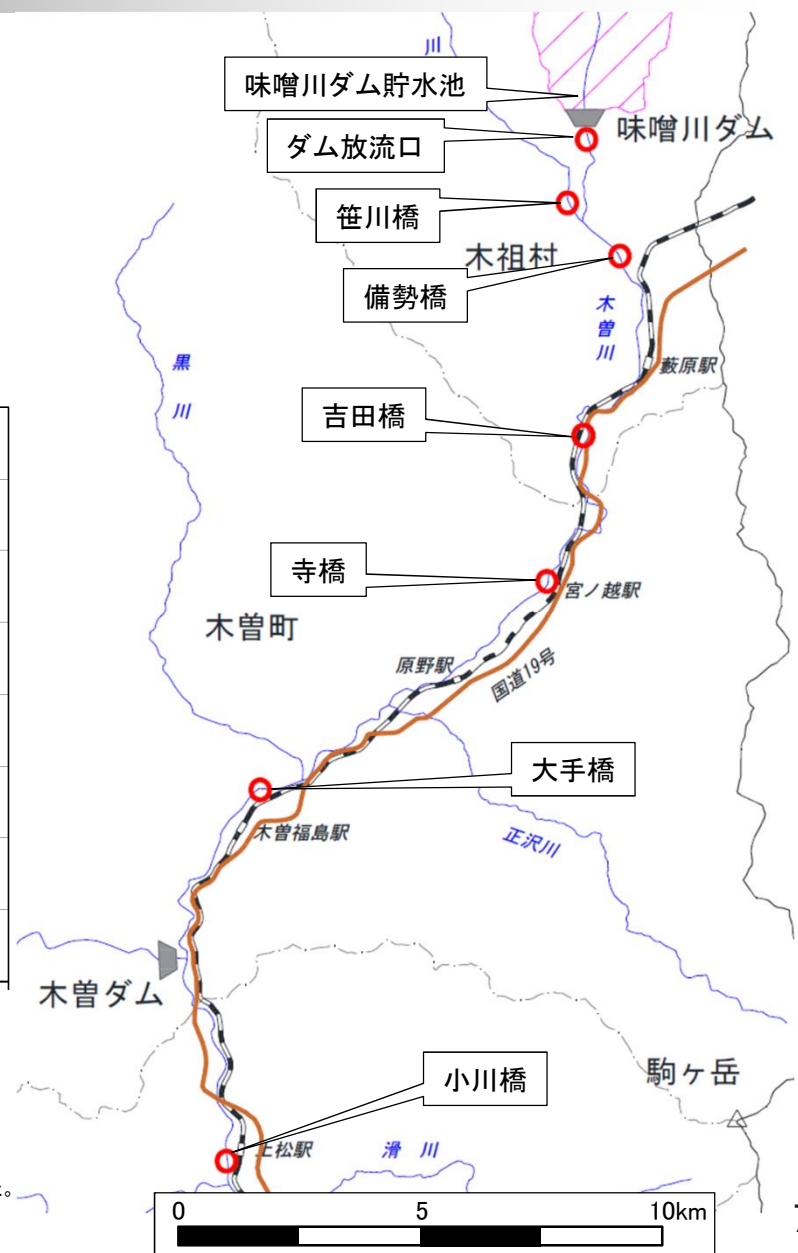 川
味噌川ダム貯水池
味噌川ダム
ダム放流口
笹川橋
木祖村
備勢橋
木曽川
藪原駅
黒川
吉田橋
寺橋
宮ノ越駅
木曽町
原野駅
国道19号
大手橋
木曽福島駅
正沢川
木曽ダム
駒ヶ岳
小川橋
上松駅
滑川
。
0 5 10km